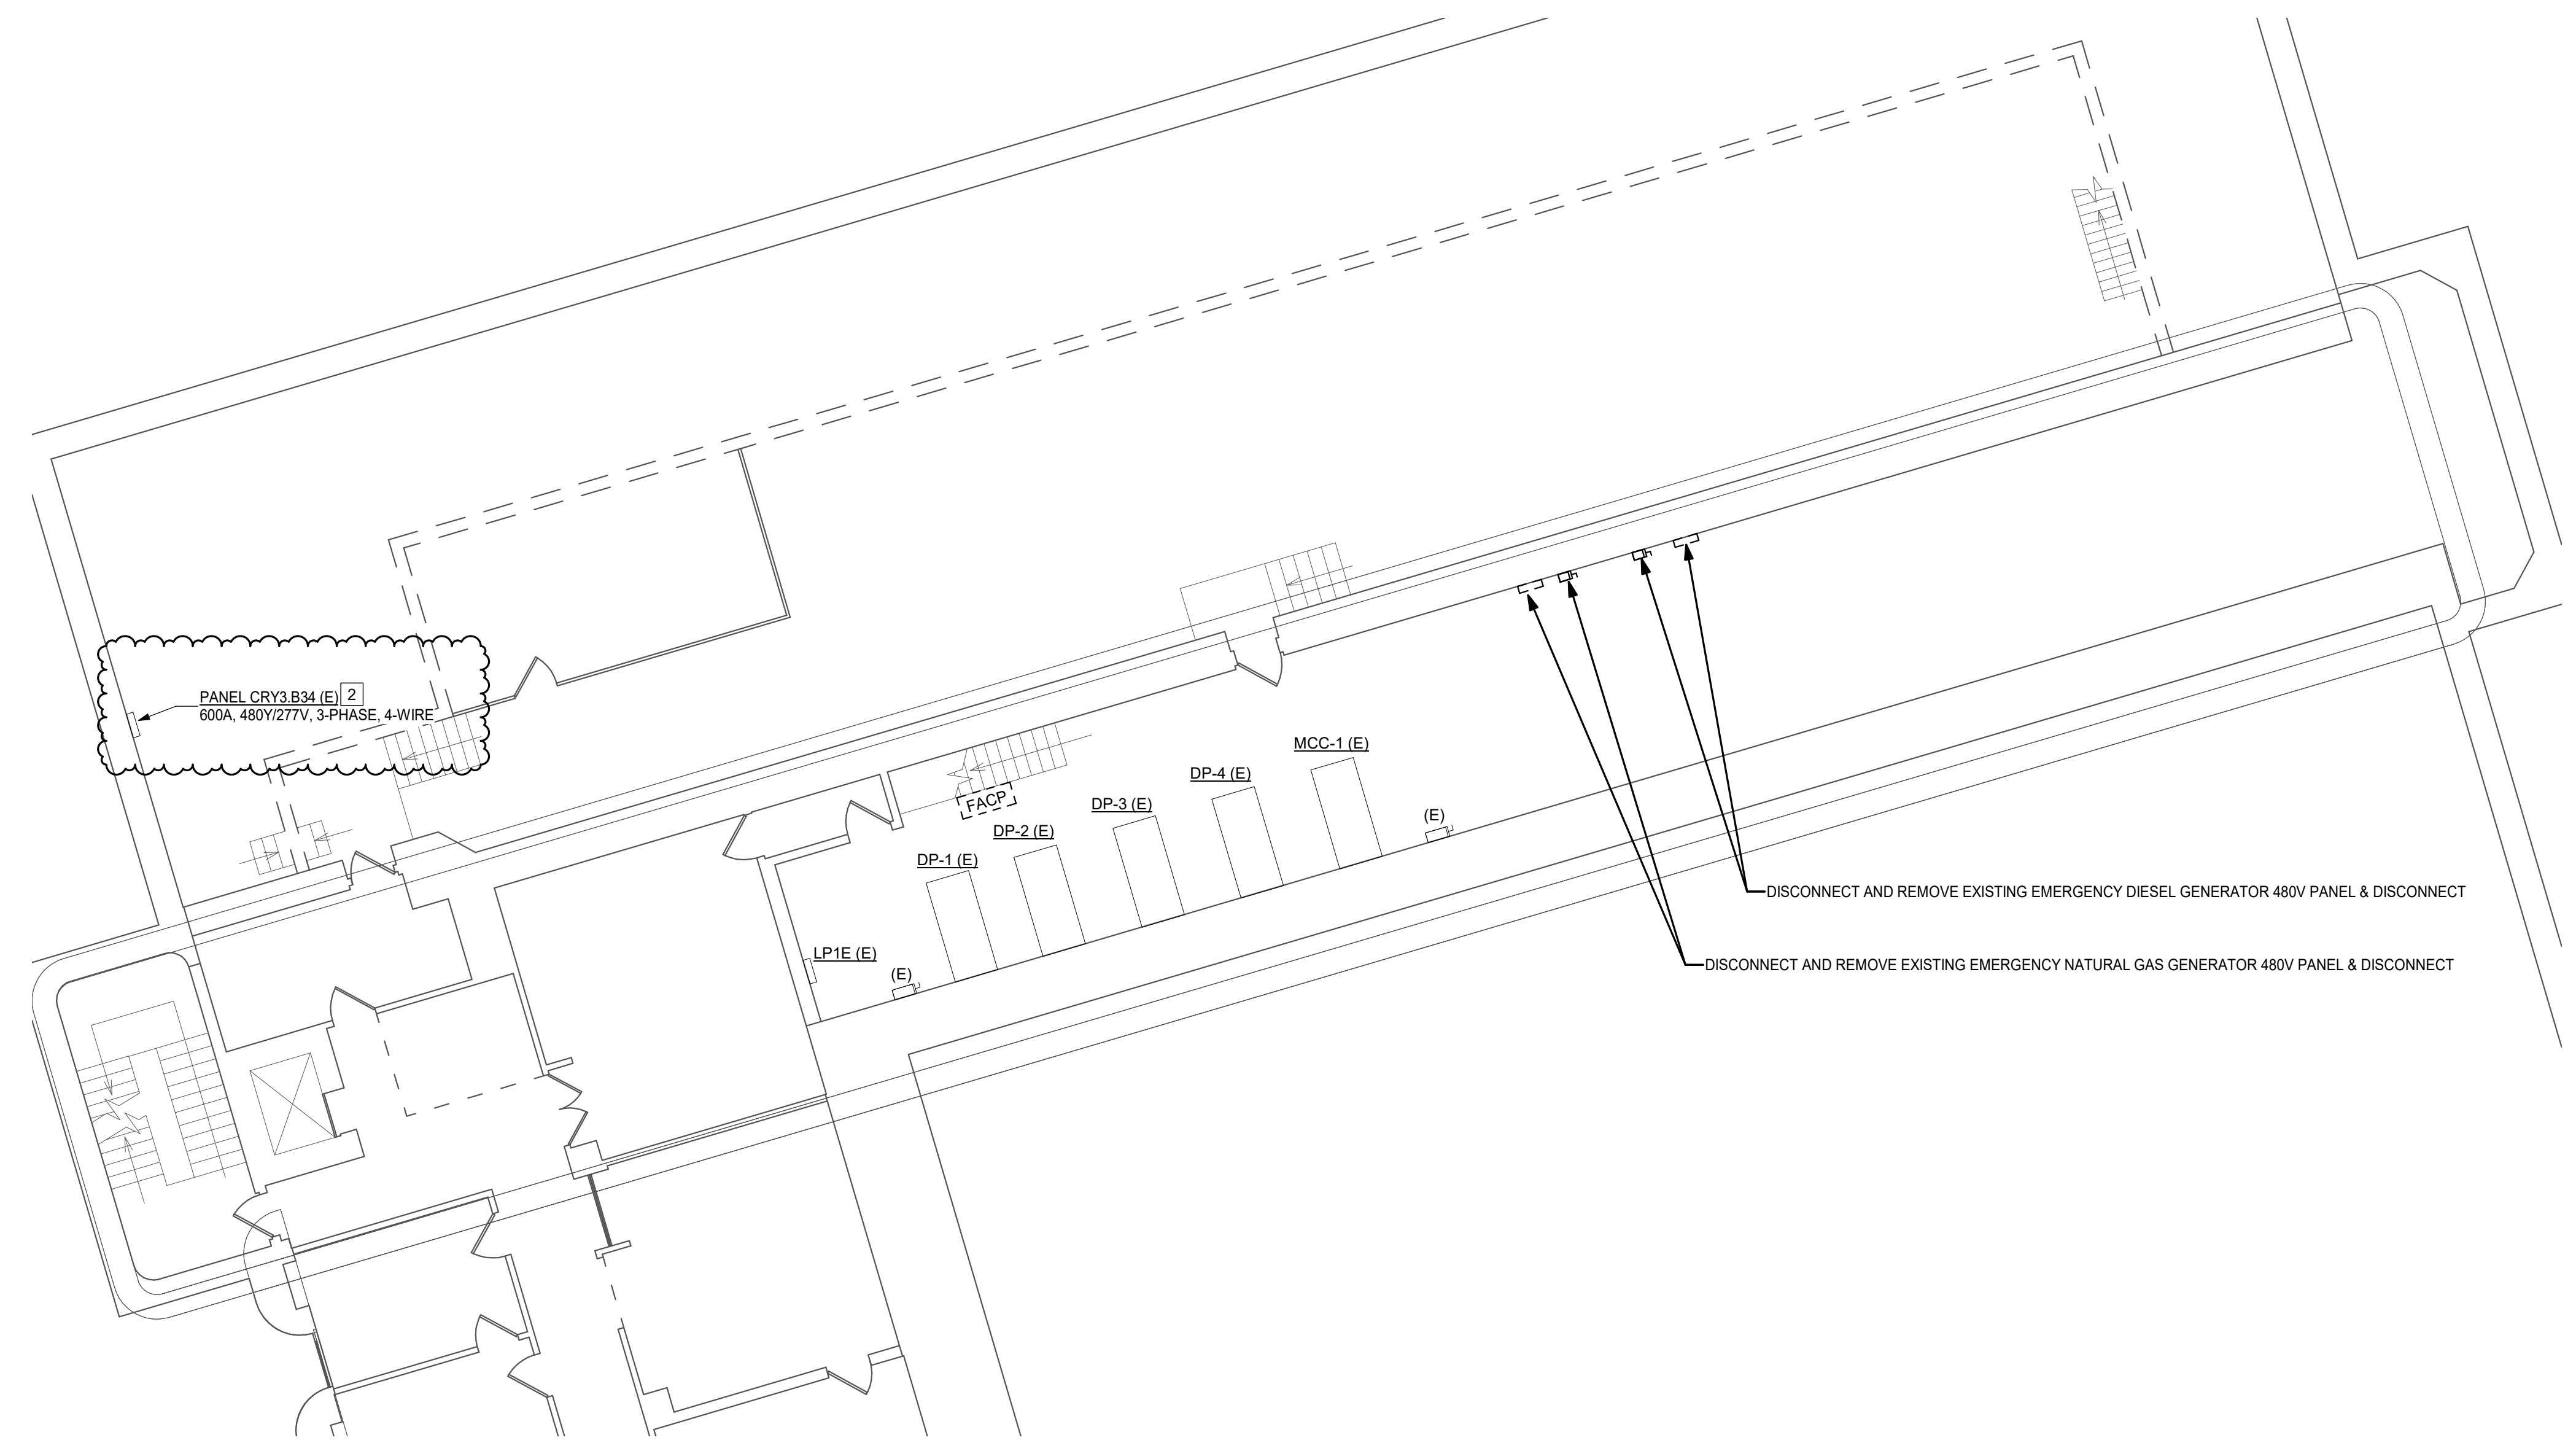 PANEL CRY3.B34 (E) 2
600A, 480Y/277V, 3-PHASE, 4-WIRE
MCC-1 (E)
DP-4 (E)
DP-3 (E)
FACP
DP-2 (E)
(E)
DP-1 (E)
DISCONNECT AND REMOVE EXISTING EMERGENCY DIESEL GENERATOR 480V PANEL & DISCONNECT
LP1E (E)
DISCONNECT AND REMOVE EXISTING EMERGENCY NATURAL GAS GENERATOR 480V PANEL & DISCONNECT
(E)